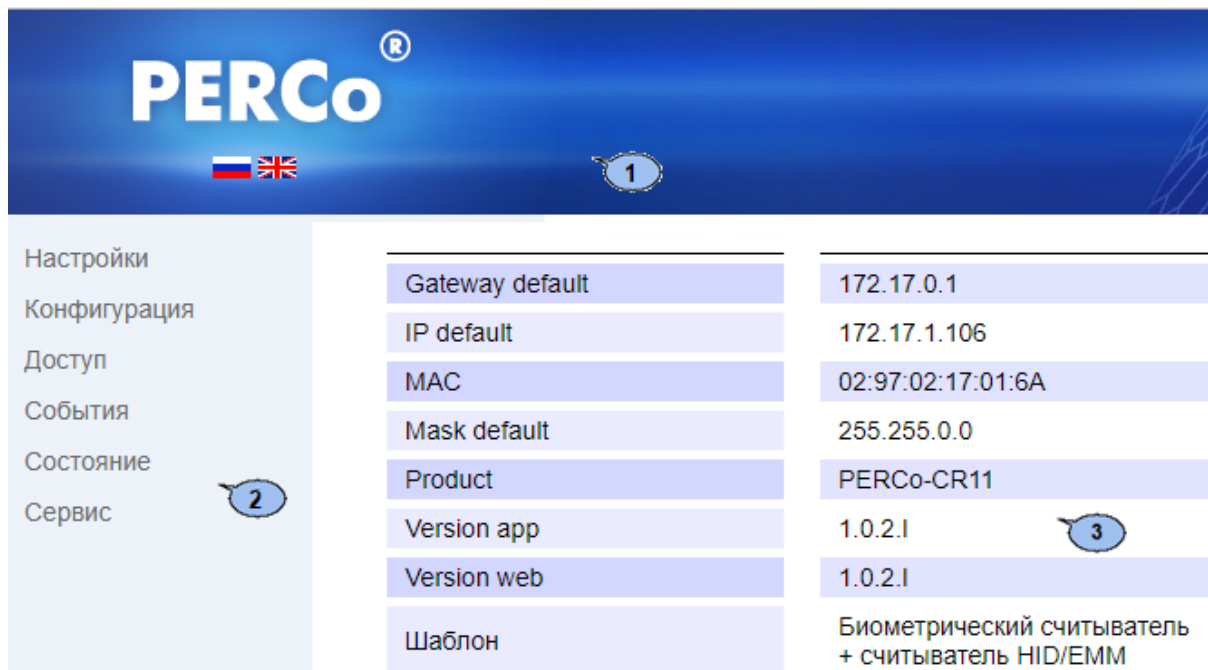 PERCo®
1
Настройки
Конфигурация
Доступ
События
Состояние
Сервис
2
Gateway default 172.17.0.1
IP default 172.17.1.106
MAC 02:97:02:17:01:6A
Mask default 255.255.0.0
Product PERCo-CR11
Version app 1.0.2.I
3
Version web 1.0.2.I
Шаблон Биометрический считыватель
+ считыватель HID/EMM